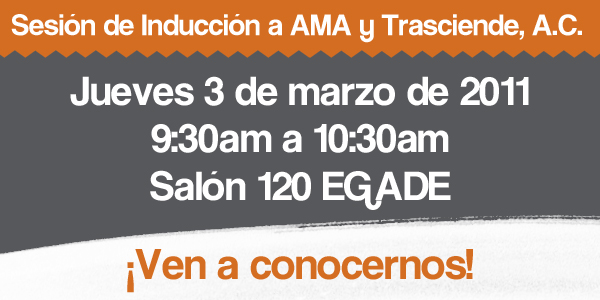 Sesión de Inducción a AMA y Trasciende, A.C.
Jueves 3 de marzo de 2011
9:30am a 10:30am
Salón 120 EGADE
¡Ven a conocernos!